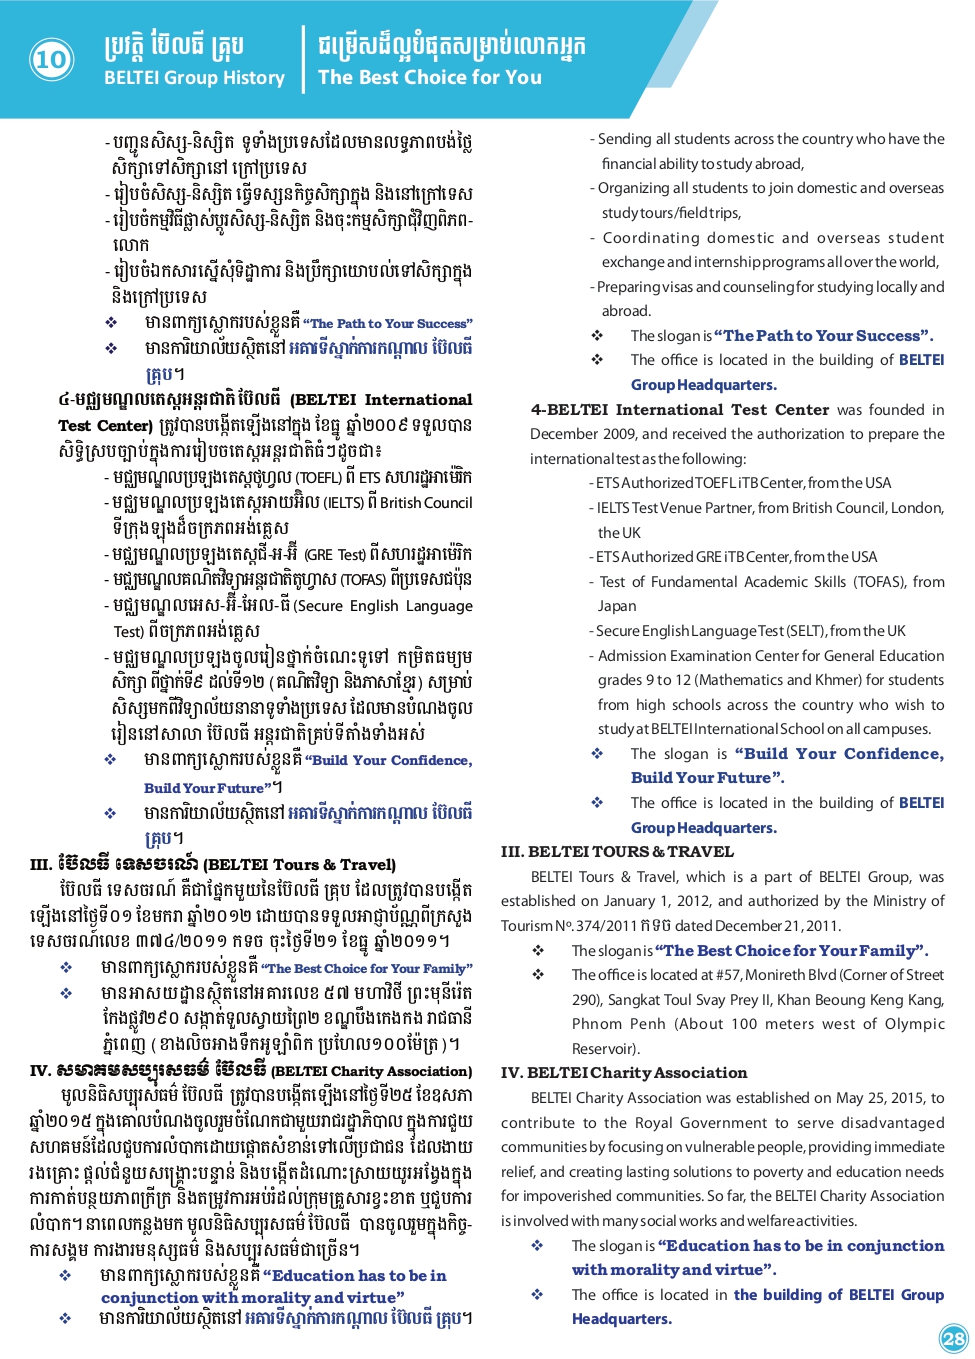 10
ប្រវត្តិ ប៊ែលធី គ្រុប
BELTEI Group History
ជម្រើសដ៏ល្អបំផុតសម្រាប់លោកអ្នក
The Best Choice for You
- បញ្ជូនសិស្ស-និស្សិត ទូទាំងប្រទេសដែលមានលទ្ធភាពបង់ថ្លៃ
សិក្សាទៅសិក្សានៅ ក្រៅប្រទេស
- រៀបចំសិស្ស-និស្សិត ធ្វើទស្សនកិច្ចសិក្សាក្នុង និងនៅក្រៅទេស
- រៀបចំកម្មវិធីផ្លាស់ប្តូរសិស្ស-និស្សិត និងចុះកម្មសិក្សាជុំវិញពិភព-
លោក
- រៀបចំឯកសារស្នើសុំទិដ្ឋាការ និងប្រឹក្សាយោបល់ទៅសិក្សាក្នុង
និងក្រៅប្រទេស
❖ មានពាក្យស្លោករបស់ខ្លួនគឺ “The Path to Your Success”
❖ មានការិយាល័យស្ថិតនៅ អគារទីស្នាក់ការកណ្តាល ប៊ែលធី
គ្រុប។
៤-មជ្ឈមណ្ឌលតេស្តអន្តរជាតិ ប៊ែលធី (BELTEI International
Test Center) ត្រូវបានបង្កើតឡើងនៅក្នុង ខែធ្នូ ឆ្នាំ២០០៩ ទទួលបាន
សិទ្ធិស្របច្បាប់ក្នុងការរៀបចតេស្តអន្តរជាតិធំៗដូចជា៖
- មជ្ឈមណ្ឌលប្រឡងតេស្តថូហ្វល (TOEFL) ពី ETS សហរដ្ឋអាម៉េរិក
- មជ្ឈមណ្ឌលប្រឡងតេស្តអាយអ៊ិល (IELTS) ពី British Council
ទីក្រុងឡុងដ៍ចក្រភពអង់គ្លេស
- មជ្ឈមណ្ឌលប្រឡងតេស្តជី-អ-អ៊ី (GRE Test) ពីសហរដ្ឋអាម៉េរិក
- មជ្ឈមណ្ឌលគណិតវិទ្យាអន្តរជាតិតូហ្វាស (TOFAS) ពីប្រទេសជប៉ុន
- មជ្ឈមណ្ឌលអេស-អ៊ី-អែល-ធី (Secure English Language
Test) ពីចក្រភពអង់គ្លេស
- មជ្ឈមណ្ឌលប្រឡងចូលរៀនថ្នាក់ចំណេះទូទៅ កម្រិតធម្យម
សិក្សា ពីថ្នាក់ទី៩ ដល់ទី១២ (គណិតវិទ្យា និងភាសាខ្មែរ) សម្រាប់
សិស្សមកពីវិទ្យាល័យនានាទូទាំងប្រទេស ដែលមានបំណងចូល
រៀននៅសាលា ប៊ែលធី អន្តរជាតិគ្រប់ទីតាំងទាំងអស់
❖ មានពាក្យស្លោករបស់ខ្លួនគឺ “Build Your Confidence,
Build Your Future”។
❖ មានការិយាល័យស្ថិតនៅ អគារទីស្នាក់ការកណ្តាល ប៊ែលធី
គ្រុប។
III. ប៊ែលធី ទេសចរណ៍ (BELTEI Tours & Travel)
ប៊ែលធី ទេសចរណ៍ គឺជាផ្នែកមួយនៃប៊ែលធី គ្រុប ដែលត្រូវបានបង្កើត
ឡើងនៅថ្ងៃទី០១ ខែមករា ឆ្នាំ២០១២ ដោយបានទទួលអាជ្ញាប័ណ្ណពីក្រសួង
ទេសចរណ៍លេខ ៣៧៤/២០១១ កទច ចុះថ្ងៃទី២១ ខែធ្នូ ឆ្នាំ២០១១។
❖ មានពាក្យស្លោករបស់ខ្លួនគឺ “The Best Choice for Your Family”
❖ មានអាសយដ្ឋានស្ថិតនៅអគារលេខ ៥៧ មហាវិថី ព្រះមុនីរ៉េត
កែងផ្លូវ២៩០ សង្កាត់ទួលស្វាយព្រៃ២ ខណ្ឌបឹងកេងកង រាជធានី
ភ្នំពេញ (ខាងលិចអាងទឹកអូឡាំពិក ប្រហែល១០០ម៉ែត្រ)។
IV. សមាគមសប្បុរសធម៌ ប៊ែលធី (BELTEI Charity Association)
មូលនិធិសប្បុរសធម៌ ប៊ែលធី ត្រូវបានបង្កើតឡើងនៅថ្ងៃទី២៥ ខែឧសភា
ឆ្នាំ២០១៥ ក្នុងគោលបំណងចូលរួមចំណែកជាមួយរាជរដ្ឋាភិបាល ក្នុងការជួយ
សហគមន៍ដែលជួបការលំបាកដោយផ្តោតសំខាន់ទៅលើប្រជាជន ដែលងាយ
រងគ្រោះ ផ្តល់ជំនួយសង្គ្រោះបន្ទាន់ និងបង្កើតដំណោះស្រាយយូរអង្វែងក្នុង
ការកាត់បន្ថយភាពក្រីក្រ និងតម្រូវការអប់រំដល់ក្រុមគ្រួសារខ្វះខាត ឬជួបការ
លំបាក។ នាពេលកន្លងមក មូលនិធិសប្បុរសធម៌ ប៊ែលធី បានចូលរួមក្នុងកិច្ច-
ការសង្គម ការងារមនុស្សធម៌ និងសប្បុរសធម៌ជាច្រើន។
❖ មានពាក្យស្លោករបស់ខ្លួនគឺ “Education has to be in
conjunction with morality and virtue”
❖ មានការិយាល័យស្ថិតនៅ អគារទីស្នាក់ការកណ្តាល ប៊ែលធី គ្រុប។
- Sending all students across the country who have the
financial ability to study abroad,
- Organizing all students to join domestic and overseas
study tours/field trips,
- Coordinating domestic and overseas student
exchange and internship programs all over the world,
- Preparing visas and counseling for studying locally and
abroad.
❖ The slogan is “The Path to Your Success”.
❖ The office is located in the building of BELTEI
Group Headquarters.
4-BELTEI International Test Center was founded in
December 2009, and received the authorization to prepare the
international test as the following:
- ETS Authorized TOEFL iTB Center, from the USA
- IELTS Test Venue Partner, from British Council, London,
the UK
- ETS Authorized GRE iTB Center, from the USA
- Test of Fundamental Academic Skills (TOFAS), from
Japan
- Secure English Language Test (SELT), from the UK
- Admission Examination Center for General Education
grades 9 to 12 (Mathematics and Khmer) for students
from high schools across the country who wish to
study at BELTEI International School on all campuses.
❖ The slogan is “Build Your Confidence,
Build Your Future”.
❖ The office is located in the building of BELTEI
Group Headquarters.
III. BELTEI TOURS & TRAVEL
BELTEI Tours & Travel, which is a part of BELTEI Group, was
established on January 1, 2012, and authorized by the Ministry of
Tourism Nº. 374/2011 កទច dated December 21, 2011.
❖ The slogan is “The Best Choice for Your Family”.
❖ The office is located at #57, Monireth Blvd (Corner of Street
290), Sangkat Toul Svay Prey II, Khan Beoung Keng Kang,
Phnom Penh (About 100 meters west of Olympic
Reservoir).
IV. BELTEI Charity Association
BELTEI Charity Association was established on May 25, 2015, to
contribute to the Royal Government to serve disadvantaged
communities by focusing on vulnerable people, providing immediate
relief, and creating lasting solutions to poverty and education needs
for impoverished communities. So far, the BELTEI Charity Association
is involved with many social works and welfare activities.
❖ The slogan is “Education has to be in conjunction
with morality and virtue”.
❖ The office is located in the building of BELTEI Group
Headquarters.
28